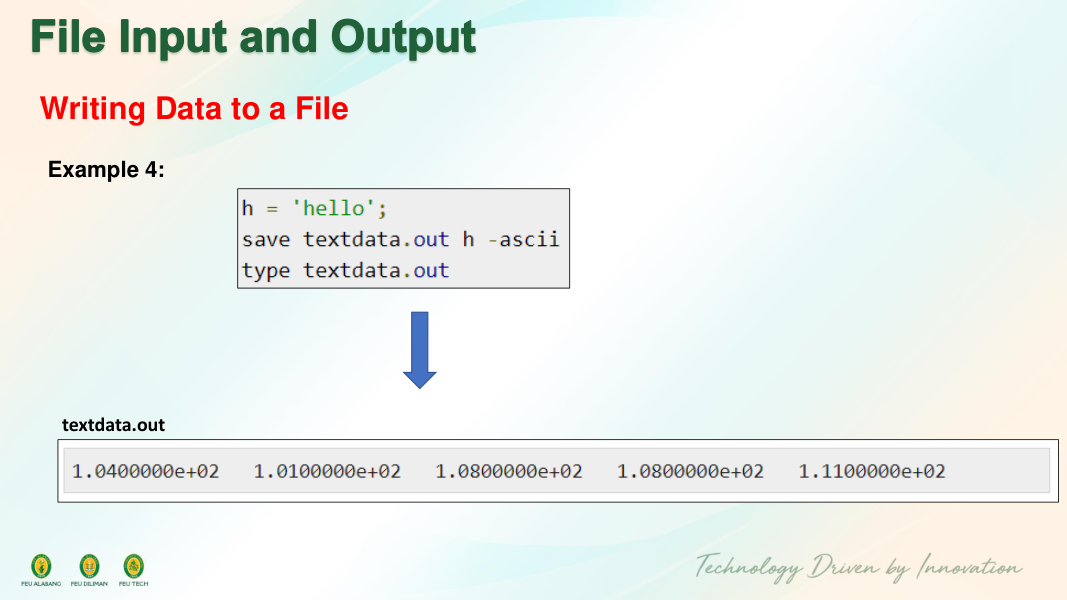 File Input and Output
Writing Data to a File
Example 4:
h = 'hello';
save textdata.out h -ascii
type textdata.out
textdata.out
1.0400000e+02 1.0100000e+02 1.0800000e+02 1.0800000e+02 1.1100000e+02
FEU ALABANG FEU DILIMAN FEU TECH
Technology Driven by Innovation